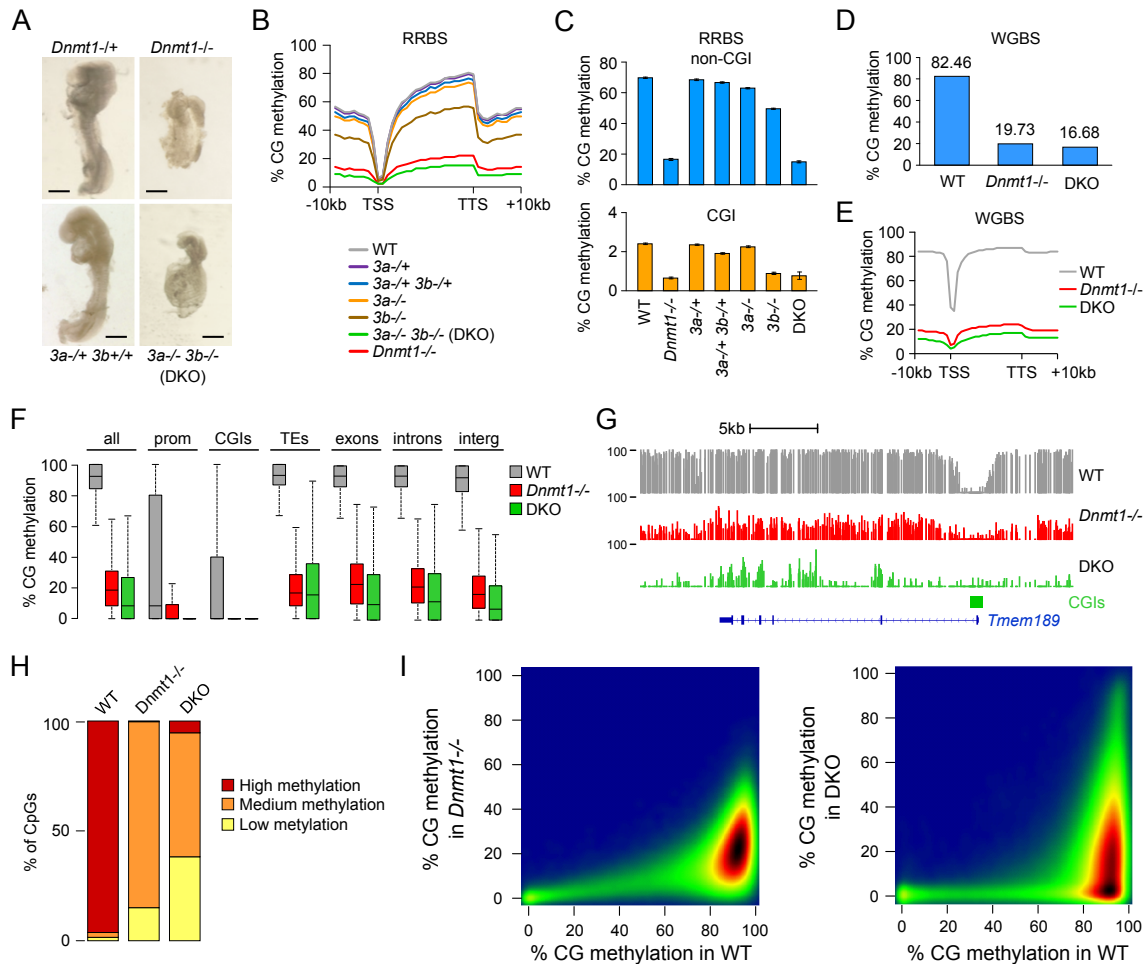 A
Dnmt1-/+ Dnmt1-/-
3a-/+ 3b+/+ 3a-/- 3b-/-
(DKO)
B
RRBS
% CG methylation
100
80
60
40
20
0
-10kb TSS TTS +10kb
WT
3a-/+
3a-/+ 3b-/+
3a-/-
3b-/-
3a-/- 3b-/- (DKO)
Dnmt1-/-
C
RRBS
non-CGI
% CG methylation
80
60
40
20
0
CGI
% CG methylation
4
2
0
WT
Dnmt1-/-
3a-/+
3a-/+ 3b-/+
3a-/-
3b-/-
DKO
D
WGBS
% CG methylation
100
80
60
40
20
0
82.46
19.73
16.68
WT Dnmt1-/- DKO
E
WGBS
% CG methylation
100
80
60
40
20
0
-10kb TSS TTS +10kb
WT
Dnmt1-/-
DKO
F
all prom CGIs TEs exons introns interg
% CG methylation
100
80
60
40
20
0
WT
Dnmt1-/-
DKO
G
5kb
100
WT
100
Dnmt1-/-
100
DKO
CGIs
Tmem189
H
WT Dnmt1-/- DKO
% of CpGs
100
50
0
High methylation
Medium methylation
Low metylation
I
% CG methylation
in Dnmt1-/-
100
80
60
40
20
0
0 20 40 60 80 100
% CG methylation in WT
% CG methylation
in DKO
100
80
60
40
20
0
0 20 40 60 80 100
% CG methylation in WT